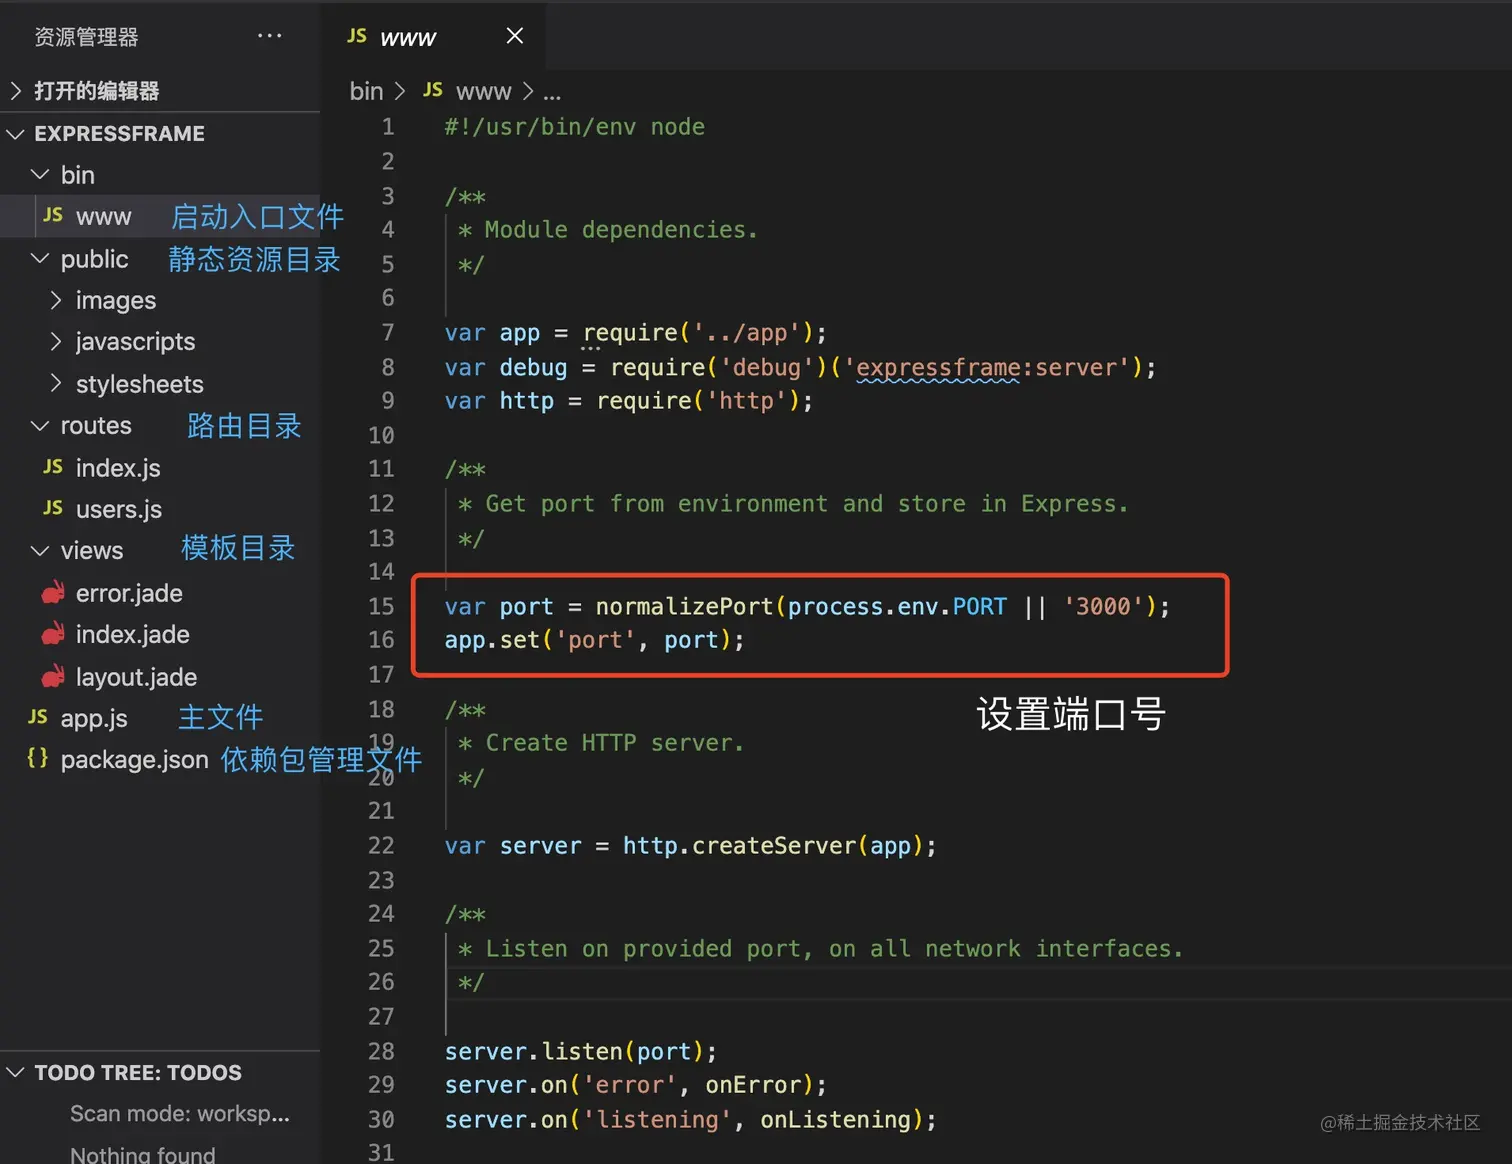 资源管理器 ···
打开的编辑器
EXPRESSFRAME
bin
JS www 启动入口文件
public 静态资源目录
images
javascripts
stylesheets
routes 路由目录
JS index.js
JS users.js
views 模板目录
error.jade
index.jade
layout.jade
JS app.js 主文件
{} package.json 依赖包管理文件
TODO TREE: TODOS
Scan mode: worksp...
Nothing found
JS www ×
bin > JS www > ...
1 #!/usr/bin/env node
2
3 /**
4  * Module dependencies.
5  */
6
7 var app = require('../app');
8 var debug = require('debug')('expressframe:server');
9 var http = require('http');
10
11 /**
12  * Get port from environment and store in Express.
13  */
14
15 var port = normalizePort(process.env.PORT || '3000');
16 app.set('port', port);
17
设置端口号
18 /**
19  * Create HTTP server.
20  */
21
22 var server = http.createServer(app);
23
24 /**
25  * Listen on provided port, on all network interfaces.
26  */
27
28 server.listen(port);
29 server.on('error', onError);
30 server.on('listening', onListening);
31
@稀土掘金技术社区